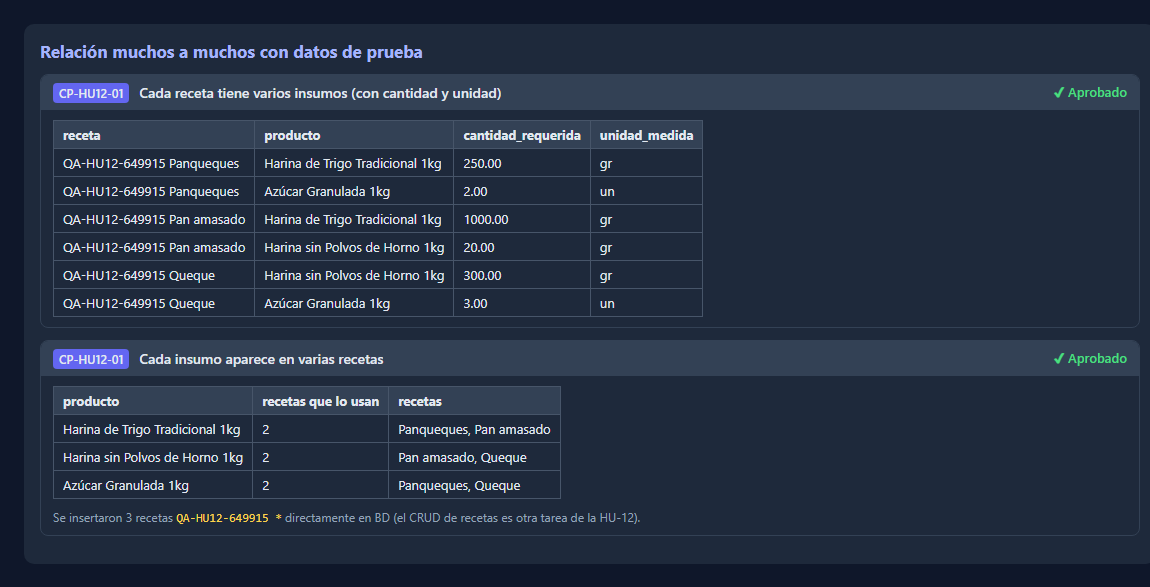 Relación muchos a muchos con datos de prueba
CP-HU12-01 Cada receta tiene varios insumos (con cantidad y unidad) ✓ Aprobado
receta producto cantidad_requerida unidad_medida
QA-HU12-649915 Panqueques Harina de Trigo Tradicional 1kg 250.00 gr
QA-HU12-649915 Panqueques Azúcar Granulada 1kg 2.00 un
QA-HU12-649915 Pan amasado Harina de Trigo Tradicional 1kg 1000.00 gr
QA-HU12-649915 Pan amasado Harina sin Polvos de Horno 1kg 20.00 gr
QA-HU12-649915 Queque Harina sin Polvos de Horno 1kg 300.00 gr
QA-HU12-649915 Queque Azúcar Granulada 1kg 3.00 un
CP-HU12-01 Cada insumo aparece en varias recetas ✓ Aprobado
producto recetas que lo usan recetas
Harina de Trigo Tradicional 1kg 2 Panqueques, Pan amasado
Harina sin Polvos de Horno 1kg 2 Pan amasado, Queque
Azúcar Granulada 1kg 2 Panqueques, Queque
Se insertaron 3 recetas QA-HU12-649915 * directamente en BD (el CRUD de recetas es otra tarea de la HU-12).